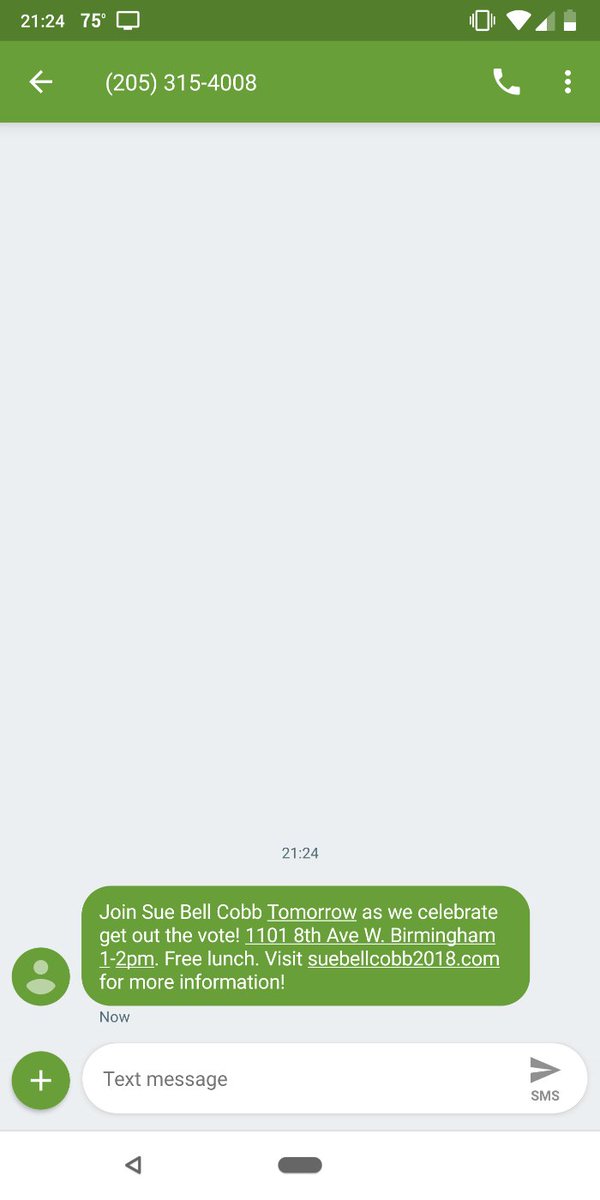 21:24 75°
(205) 315-4008
21:24
Join Sue Bell Cobb Tomorrow as we celebrate
get out the vote! 1101 8th Ave W. Birmingham
1-2pm. Free lunch. Visit suebellcobb2018.com
for more information!
Now
Text message
SMS